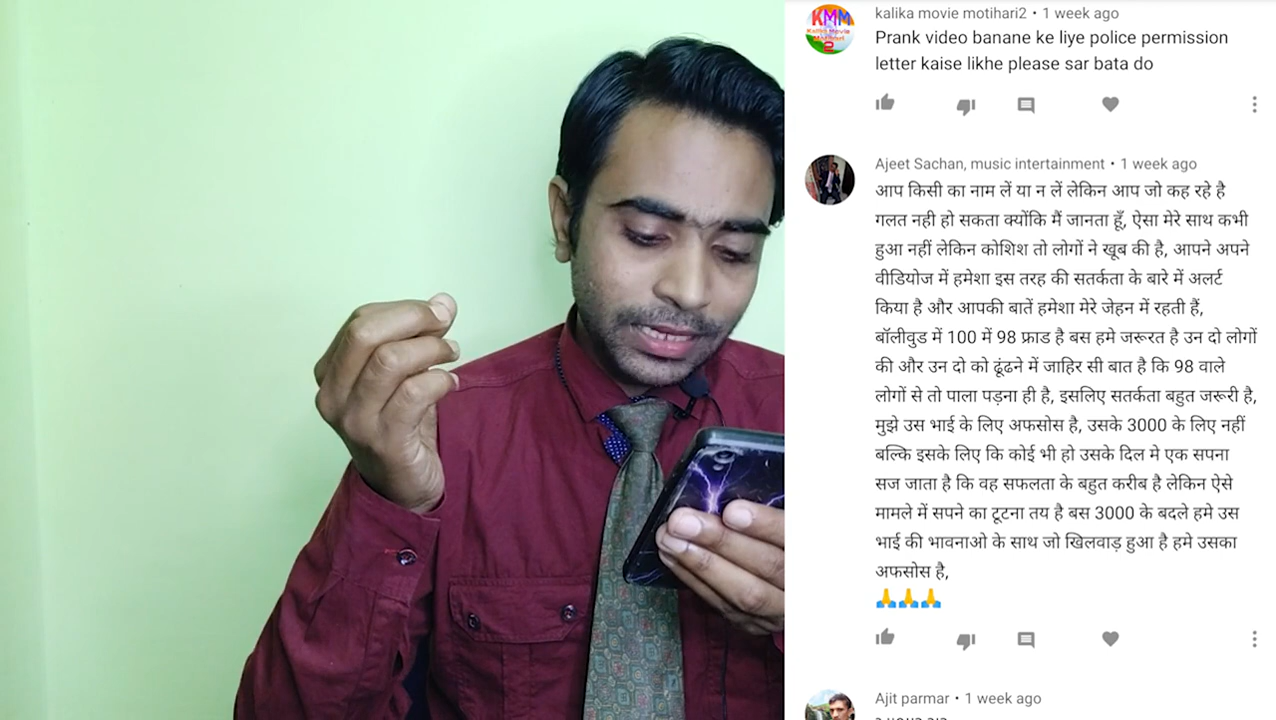 KMM
Kalika Movie
Motihari
2
kalika movie motihari2 • 1 week ago
Prank video banane ke liye police permission
letter kaise likhe please sar bata do
Ajeet Sachan, music intertainment • 1 week ago
आप किसी का नाम लें या न लें लेकिन आप जो कह रहे है
गलत नही हो सकता क्योंकि मैं जानता हूँ, ऐसा मेरे साथ कभी
हुआ नहीं लेकिन कोशिश तो लोगों ने खूब की है, आपने अपने
वीडियोज में हमेशा इस तरह की सतर्कता के बारे में अलर्ट
किया है और आपकी बातें हमेशा मेरे जेहन में रहती हैं,
बॉलीवुड में 100 में 98 फ्राड है बस हमे जरूरत है उन दो लोगों
की और उन दो को ढूंढने में जाहिर सी बात है कि 98 वाले
लोगों से तो पाला पड़ना ही है, इसलिए सतर्कता बहुत जरूरी है,
मुझे उस भाई के लिए अफसोस है, उसके 3000 के लिए नहीं
बल्कि इसके लिए कि कोई भी हो उसके दिल मे एक सपना
सज जाता है कि वह सफलता के बहुत करीब है लेकिन ऐसे
मामले में सपने का टूटना तय है बस 3000 के बदले हमे उस
भाई की भावनाओ के साथ जो खिलवाड़ हुआ है हमे उसका
अफसोस है,
🙏🙏🙏
Ajit parmar • 1 week ago